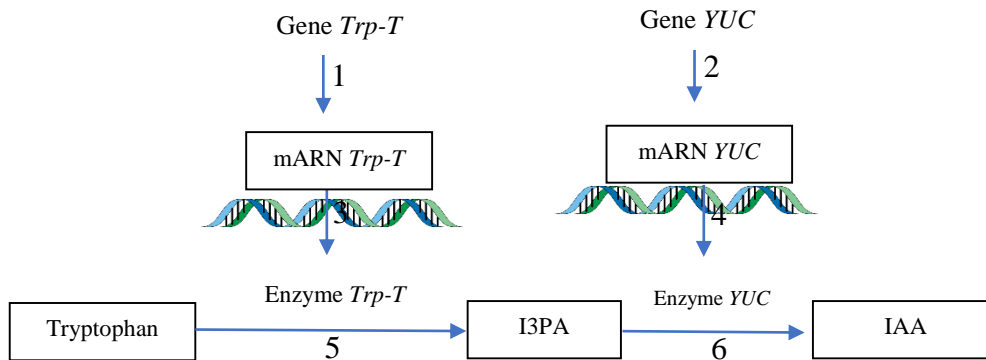 Gene Trp-T
Gene YUC
1
2
mARN Trp-T
mARN YUC
3
4
Enzyme Trp-T
Enzyme YUC
Tryptophan
I3PA
IAA
5
6